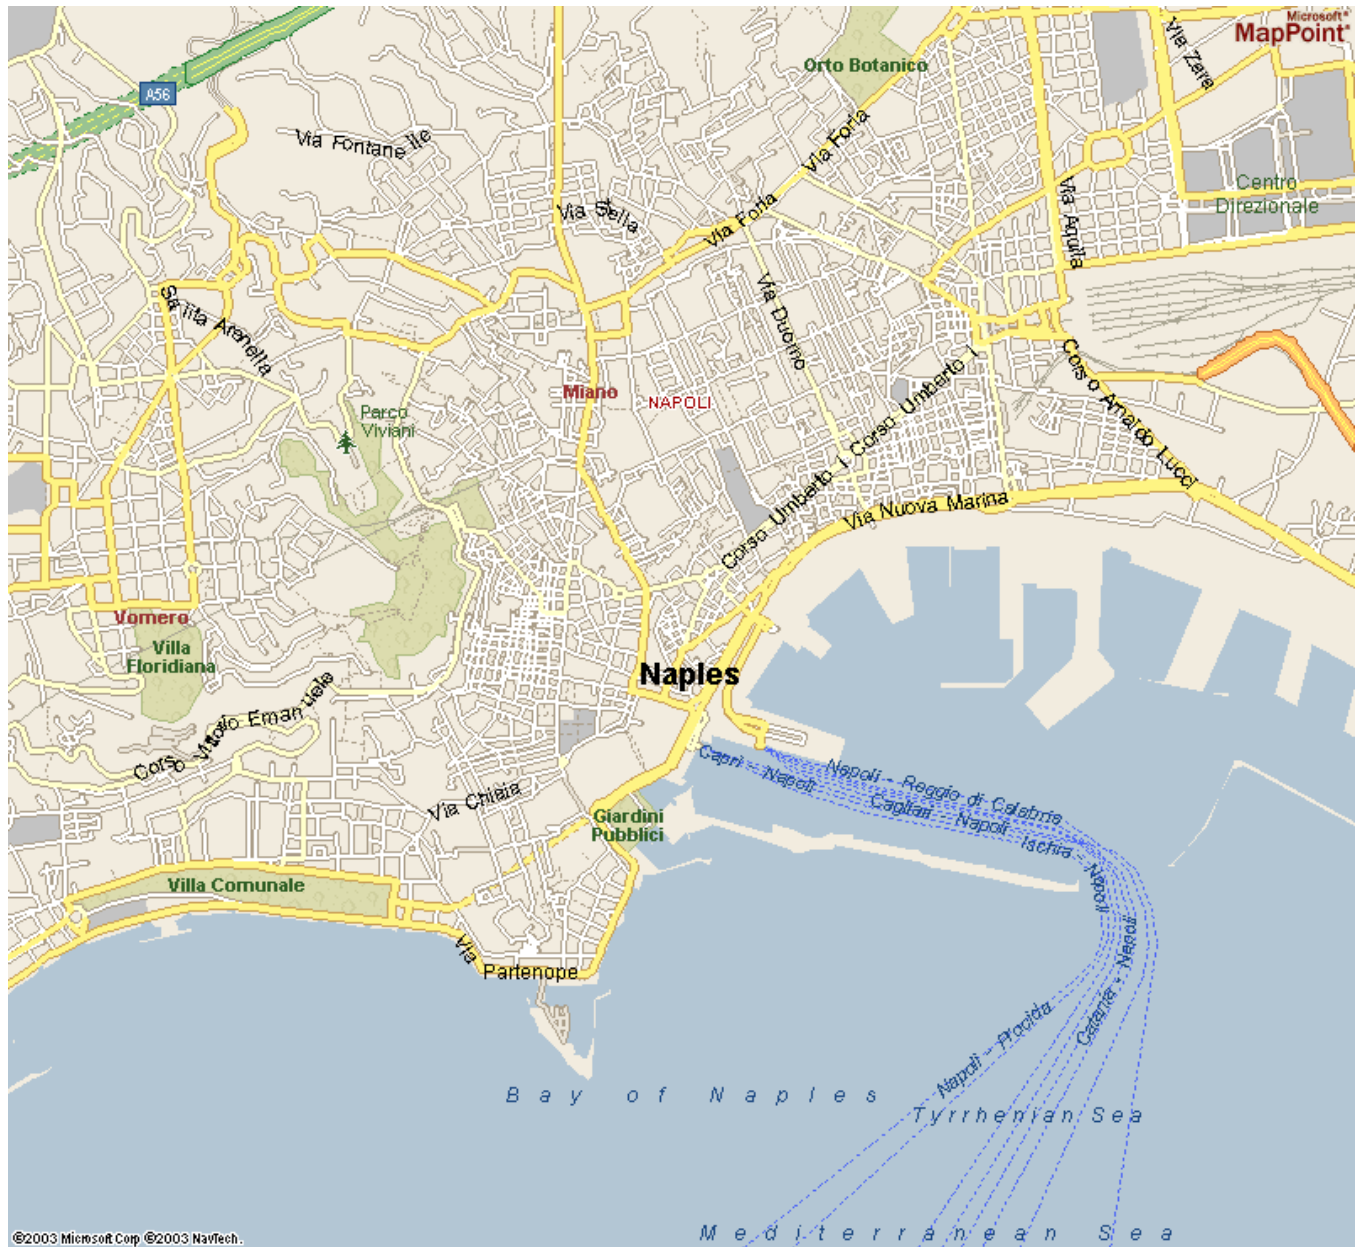 Microsoft®
MapPoint®
Via Zara
Orto Botanico
A56
Via Fontanelle
Via Foria
Via Foria
Centro
Direzionale
Via Aquila
Via Stella
Via Duomo
Salita Arenella
Miano
NAPOLI
Corso Umberto I
Corso Arnaldo Lucci
Parco
Viviani
Corso Umberto I
Via Nuova Marina
Vomero
Villa
Floridiana
Naples
Corso Vittorio Emanuele
Capri - Napoli
Napoli - Reggio di Calabria
Cagliari - Napoli
Ischia - Napoli
Via Chiaia
Giardini
Pubblici
Villa Comunale
Catania - Napoli
Via Partenope
Napoli - Procida
Bay of Naples
Tyrrhenian Sea
Mediterranean Sea
©2003 Microsoft Corp ©2003 NavTech.